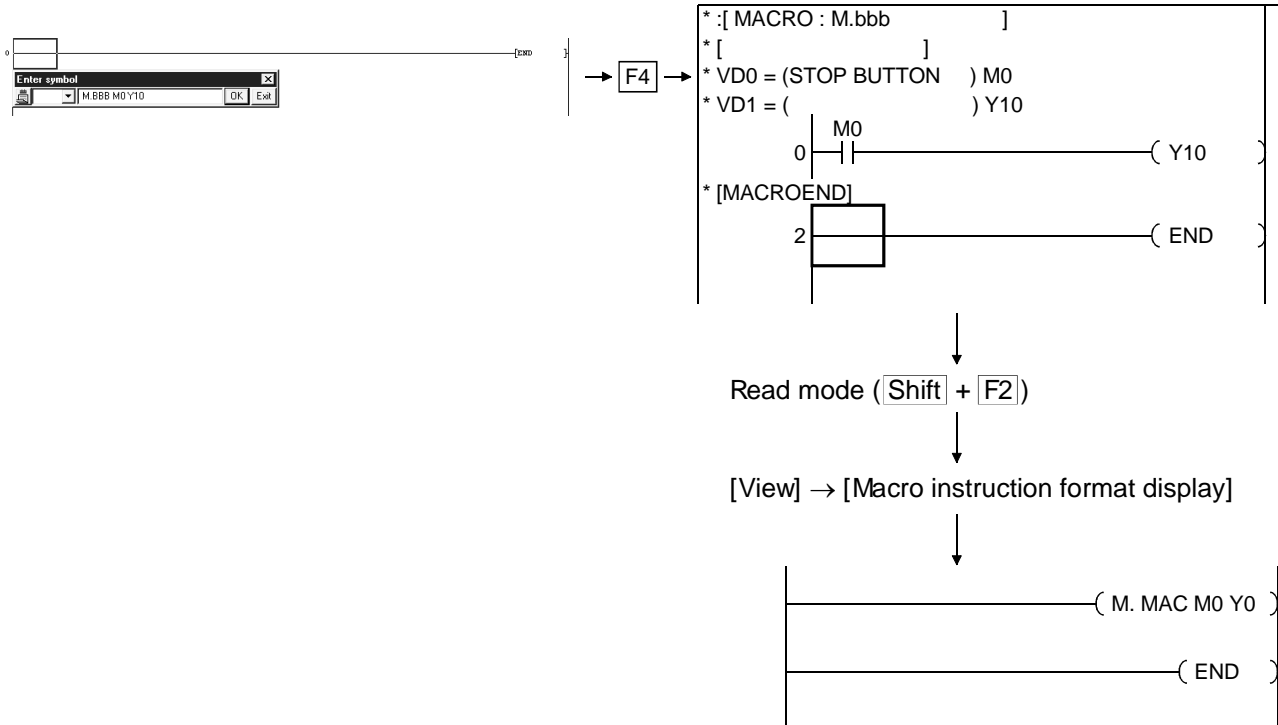 0
[END ]
Enter symbol
M.BBB M0 Y10 OK Exit
F4
* :[ MACRO : M.bbb ]
* [ ]
* VD0 = (STOP BUTTON ) M0
* VD1 = ( ) Y10
M0
0 ( Y10 )
* [MACROEND]
2 ( END )
Read mode ( Shift + F2 )
[View] → [Macro instruction format display]
( M. MAC M0 Y0 )
( END )